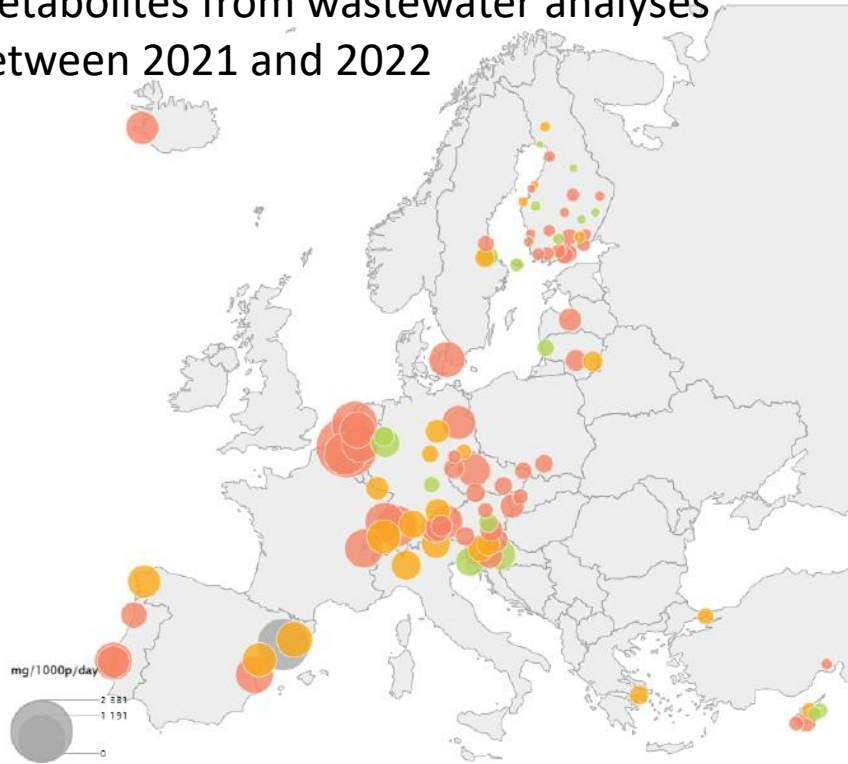 etabolites from wastewater analyses
etween 2021 and 2022
mg/1000p/day
2 381
1 191
0